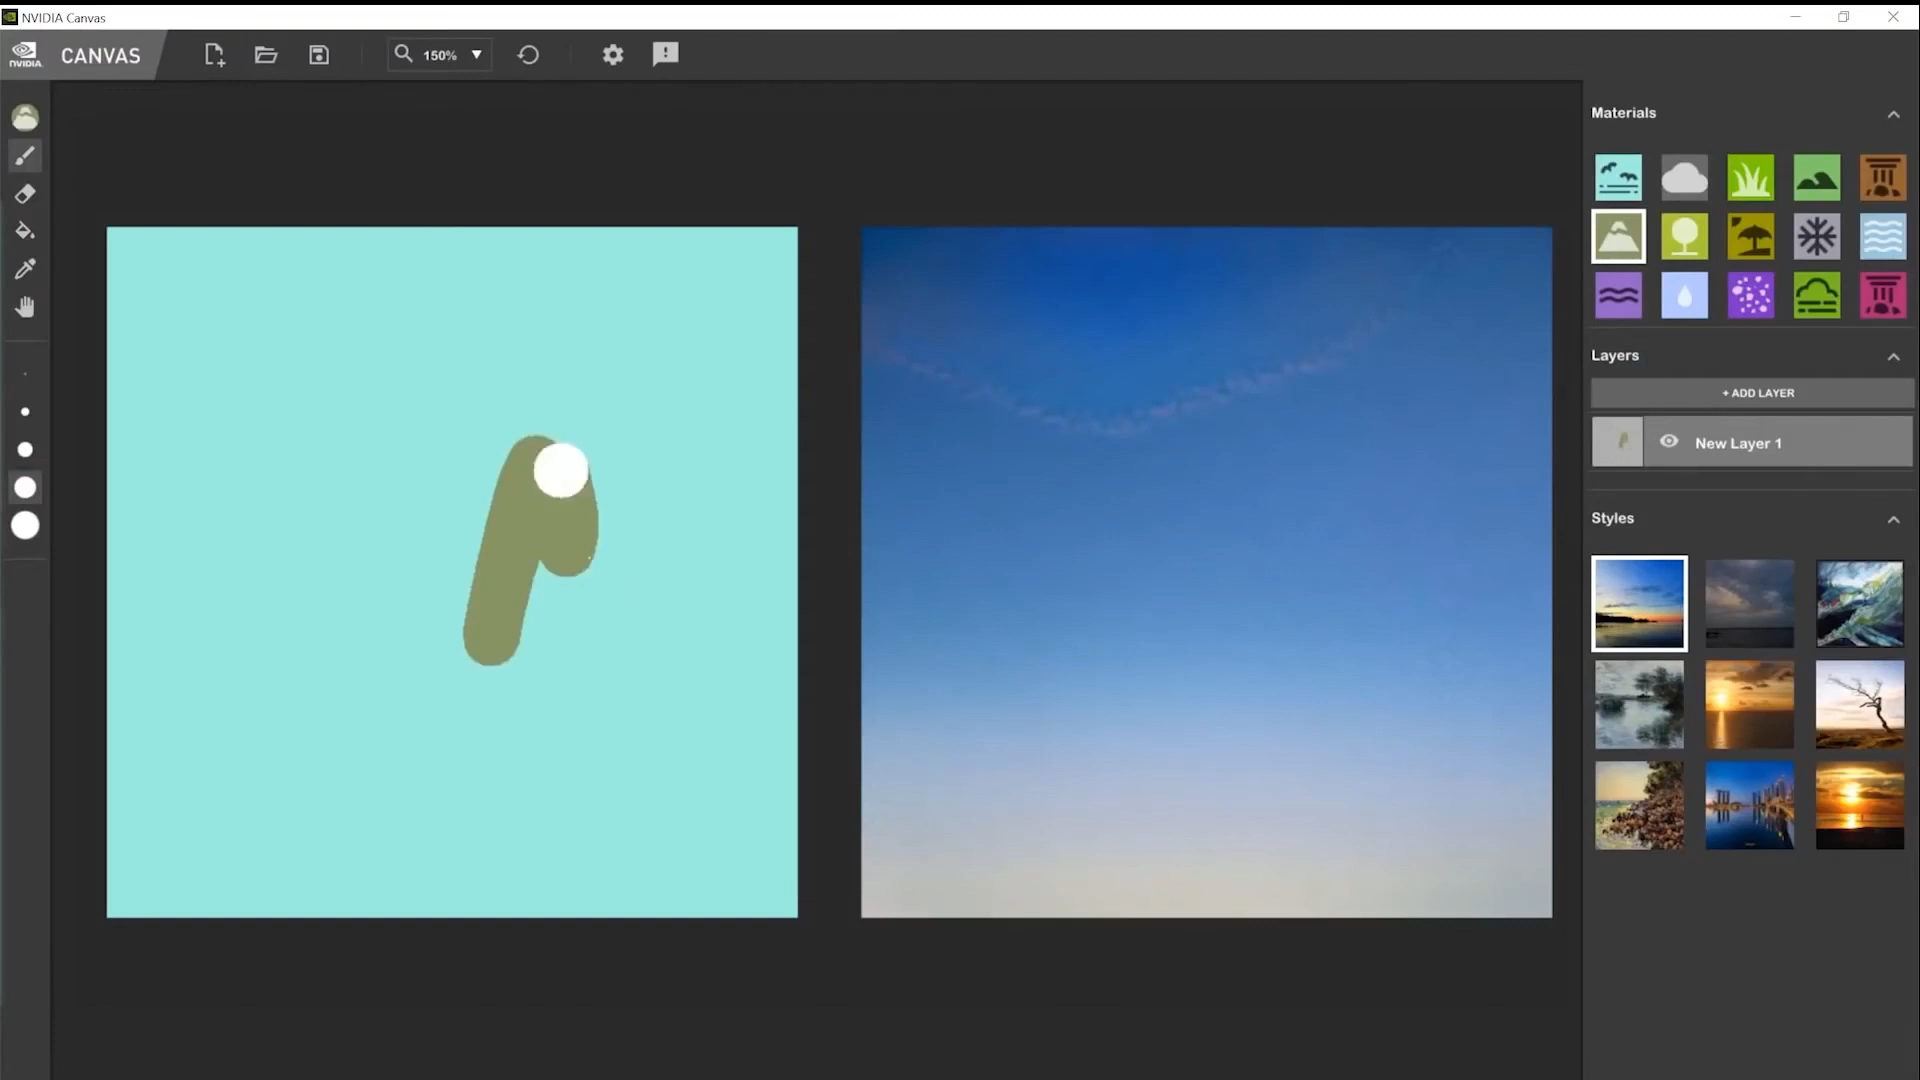 NVIDIA Canvas
NVIDIA.
CANVAS
150%
Materials
Layers
+ ADD LAYER
New Layer 1
Styles